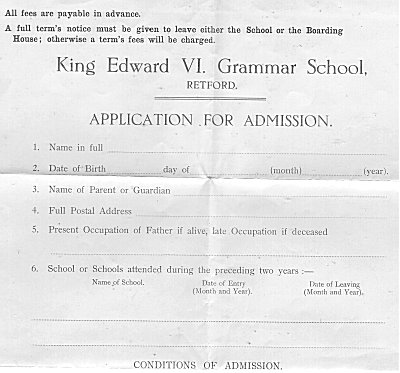 All fees are payable in advance.
A full term's notice must be given to leave either the School or the Boarding
House; otherwise a term's fees will be charged.
King Edward VI. Grammar School,
RETFORD.
APPLICATION FOR ADMISSION.
1. Name in full
2. Date of Birth day of (month) (year).
3. Name of Parent or Guardian
4. Full Postal Address
5. Present Occupation of Father if alive, late Occupation if deceased
6. School or Schools attended during the preceding two years :—
Name of School. Date of Entry Date of Leaving
(Month and Year). (Month and Year).
CONDITIONS OF ADMISSION.